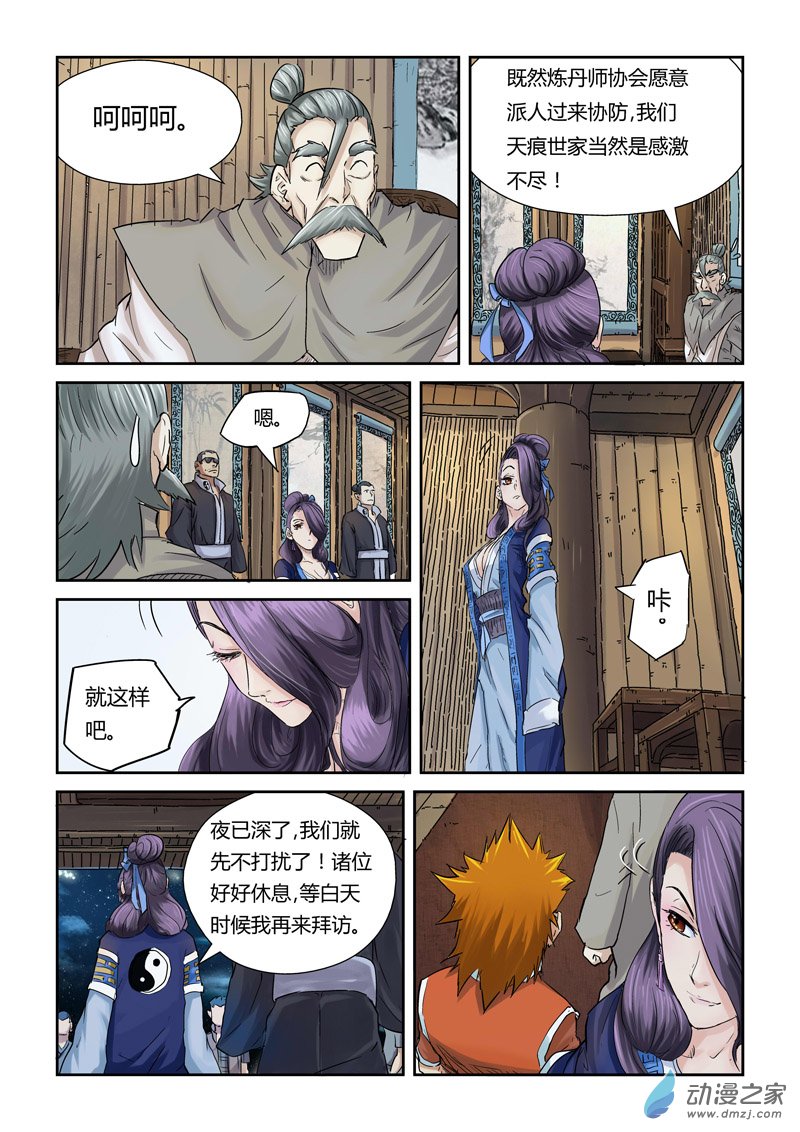 呵呵呵。
既然炼丹师协会愿意
派人过来协防,我们
天痕世家当然是感激
不尽!
嗯。
咔。
就这样
吧。
夜已深了,我们就
先不打扰了!诸位
好好休息,等白天
时候我再来拜访。
动漫之家
www.dmzj.com